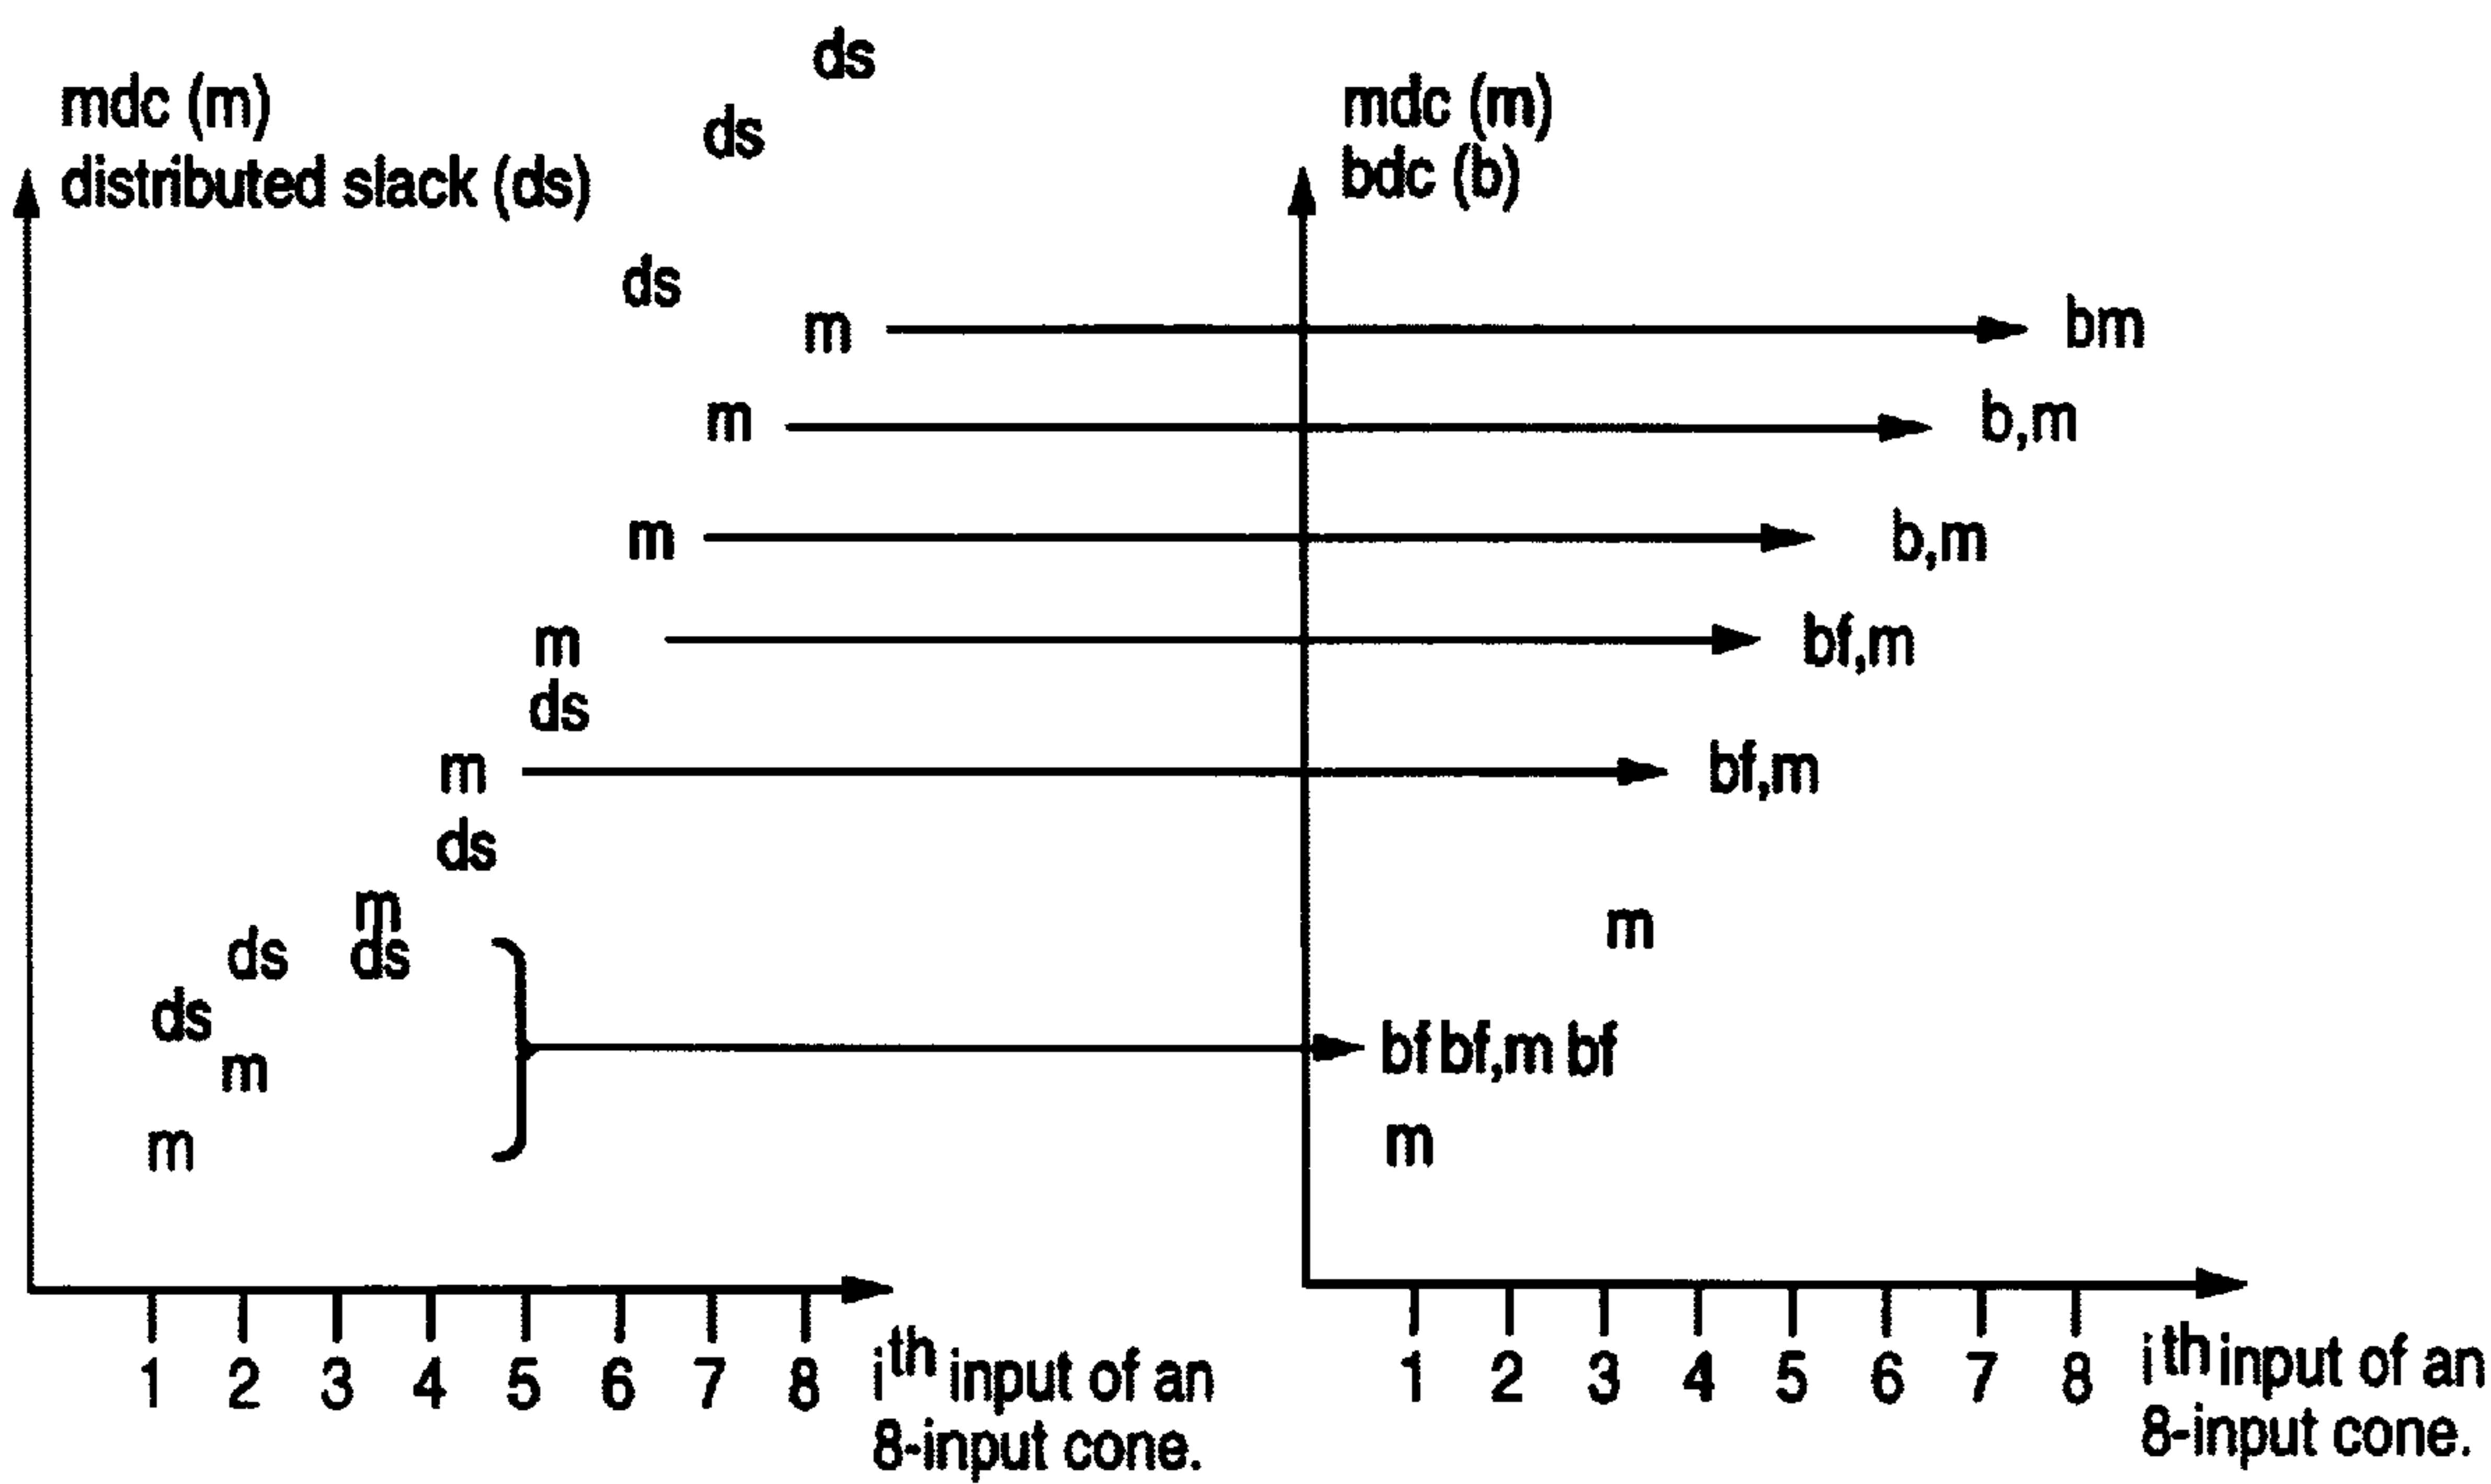 mdc (m)
distributed slack (ds)
ds
ds
ds
m
m
m
m
ds
m
ds
m
ds
ds
ds
m
m
1 2 3 4 5 6 7 8
i th input of an
8-input cone.
mdc (m)
bdc (b)
bm
b,m
b,m
bf,m
bf,m
m
bf bf,m bf
m
1 2 3 4 5 6 7 8
i th input of an
8-input cone.